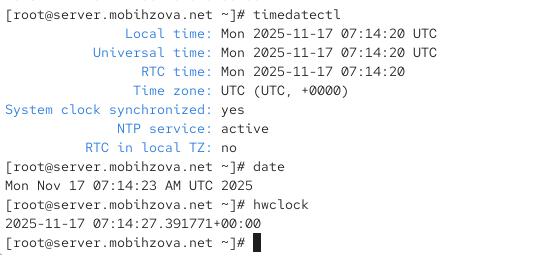 [root@server.mobihzova.net ~]# timedatectl
Local time: Mon 2025-11-17 07:14:20 UTC
Universal time: Mon 2025-11-17 07:14:20 UTC
RTC time: Mon 2025-11-17 07:14:20
Time zone: UTC (UTC, +0000)
System clock synchronized: yes
NTP service: active
RTC in local TZ: no
[root@server.mobihzova.net ~]# date
Mon Nov 17 07:14:23 AM UTC 2025
[root@server.mobihzova.net ~]# hwclock
2025-11-17 07:14:27.391771+00:00
[root@server.mobihzova.net ~]#